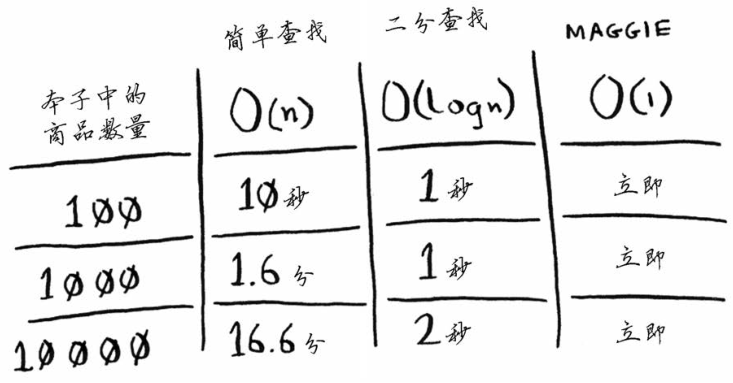 简单查找 二分查找 MAGGIE
本子中的
商品数量 O(n) O(logn) O(1)
100 10秒 1秒 立即
1000 1.6分 1秒 立即
10000 16.6分 2秒 立即